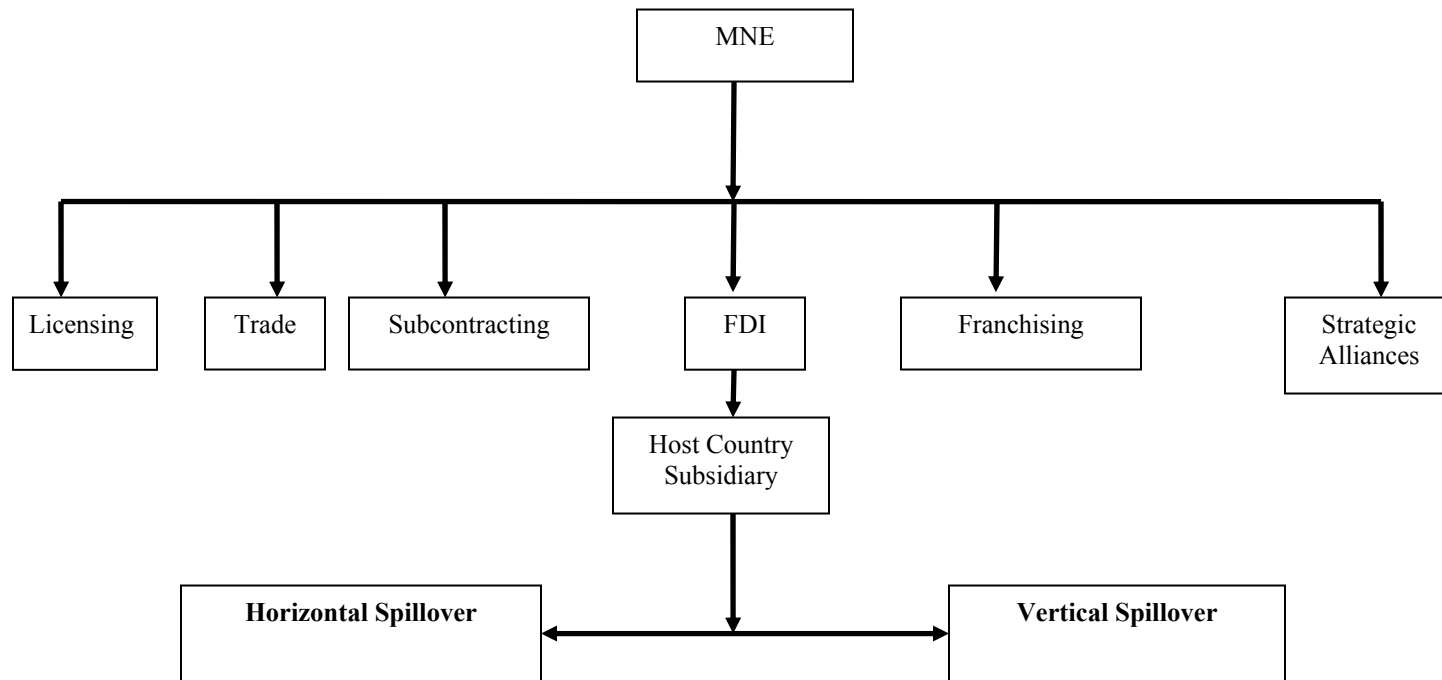 MNE
Licensing
Trade
Subcontracting
FDI
Franchising
Strategic
Alliances
Host Country
Subsidiary
Horizontal Spillover
Vertical Spillover